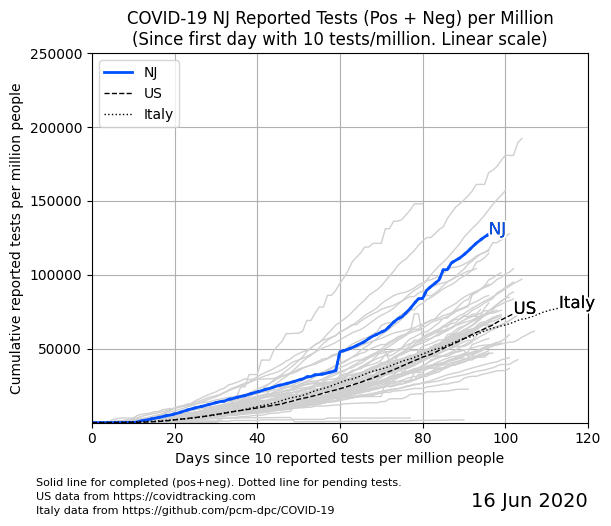 COVID-19 NJ Reported Tests (Pos + Neg) per Million
(Since first day with 10 tests/million. Linear scale)
Cumulative reported tests per million people
250000
200000
150000
100000
50000
NJ
US
Italy
NJ
US
Italy
0 20 40 60 80 100 120
Days since 10 reported tests per million people
Solid line for completed (pos+neg). Dotted line for pending tests.
US data from https://covidtracking.com
Italy data from https://github.com/pcm-dpc/COVID-19
16 Jun 2020